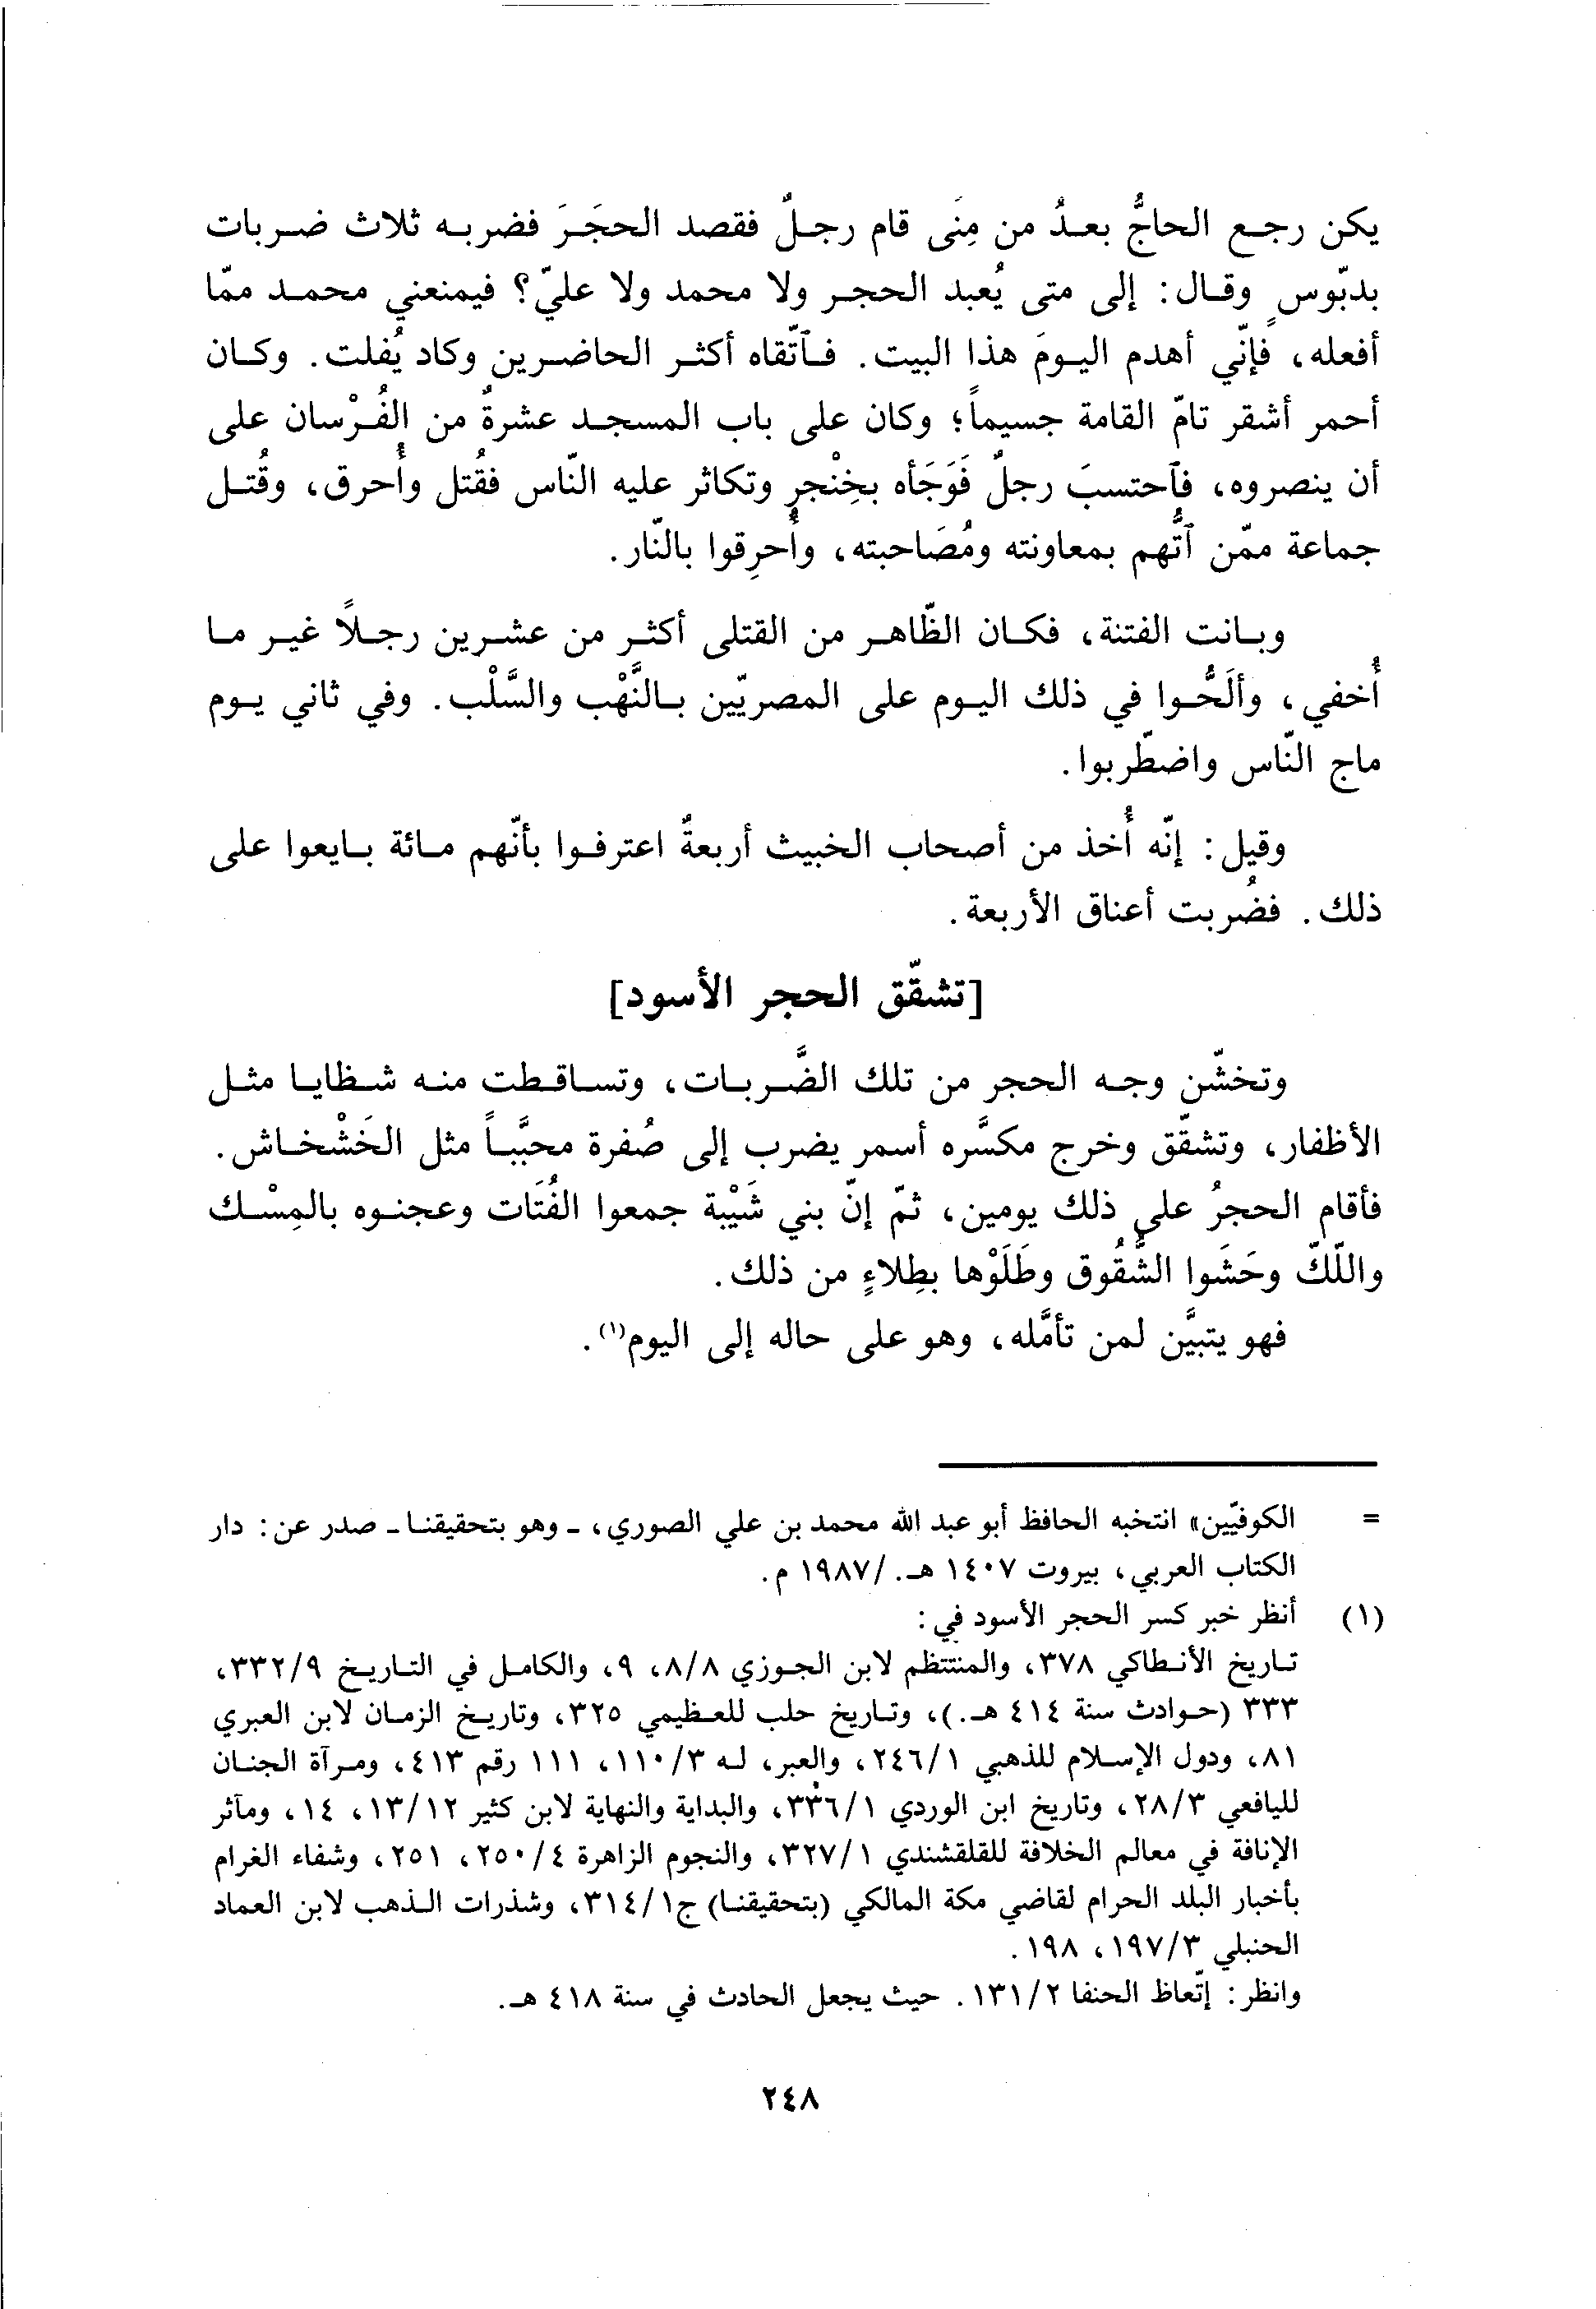 يكن رجع الحاجُّ بعدُ من مِنَى قام رجلٌ فقصد الحجَرَ فضربه ثلاث ضربات
بدبّوسٍ وقال: إلى متى يُعبد الحجر ولا محمد ولا عليّ؟ فيمنعني محمد ممّا
أفعله، فإنّي أهدم اليومَ هذا البيت. فٱتّقاه أكثر الحاضرين وكاد يُفلت. وكان
أحمر أشقر تامّ القامة جسيماً؛ وكان على باب المسجد عشرةٌ من الفُرْسان على
أن ينصروه، فٱحتسبَ رجلٌ فَوَجَأه بخِنْجرٍ وتكاثر عليه النّاس فقُتل وأُحرق، وقُتل
جماعة ممّن ٱتُّهم بمعاونته ومُصَاحبته، وأُحرِقوا بالنّار.
وبانت الفتنة، فكان الظّاهر من القتلى أكثر من عشرين رجلاً غير ما
أُخفي، وألَحُّوا في ذلك اليوم على المصريّين بالنَّهْب والسَّلْب. وفي ثاني يوم
ماج النّاس واضطّربوا.
وقيل: إنّه أُخذ من أصحاب الخبيث أربعةٌ اعترفوا بأنّهم مائة بايعوا على
ذلك. فضُربت أعناق الأربعة.
[تشقّق الحجر الأسود]
وتخشّن وجه الحجر من تلك الضَّربات، وتساقطت منه شظايا مثل
الأظفار، وتشقّق وخرج مكسَّره أسمر يضرب إلى صُفرة محبَّباً مثل الخَشْخاش.
فأقام الحجرُ على ذلك يومين، ثمّ إنّ بني شَيْبة جمعوا الفُتَات وعجنوه بالمِسْك
واللّكّ وحَشَوا الشُّقُوق وطَلَوْها بطِلاءٍ من ذلك.
فهو يتبيَّن لمن تأمَّله، وهو على حاله إلى اليوم(١).
= الكوفيّين» انتخبه الحافظ أبو عبد الله محمد بن علي الصوري، - وهو بتحقيقنا - صدر عن: دار
الكتاب العربي، بيروت ١٤٠٧ هـ./١٩٨٧ م.
(١) أنظر خبر كسر الحجر الأسود في:
تاريخ الأنطاكي ٣٧٨، والمنتتظم لابن الجوزي ٨/٨، ٩، والكامل في التاريخ ٣٣٢/٩،
٣٣٣ (حوادث سنة ٤١٤ هـ.)، وتاريخ حلب للعظيمي ٣٢٥، وتاريخ الزمان لابن العبري
٨١، ودول الإسلام للذهبي ٢٤٦/١، والعبر، له ١١٠/٣، ١١١ رقم ٤١٣، ومرآة الجنان
لليافعي ٢٨/٣، وتاريخ ابن الوردي ٣٣٦/١، والبداية والنهاية لابن كثير ١٣/١٢، ١٤، ومآثر
الإنافة في معالم الخلافة للقلقشندي ٣٢٧/١، والنجوم الزاهرة ٢٥٠/٤، ٢٥١، وشفاء الغرام
بأخبار البلد الحرام لقاضي مكة المالكي (بتحقيقنا) ج٣١٤/١، وشذرات الذهب لابن العماد
الحنبلي ١٩٧/٣، ١٩٨.
وانظر: إتّعاظ الحنفا ١٣١/٢. حيث يجعل الحادث في سنة ٤١٨ هـ.
٢٤٨